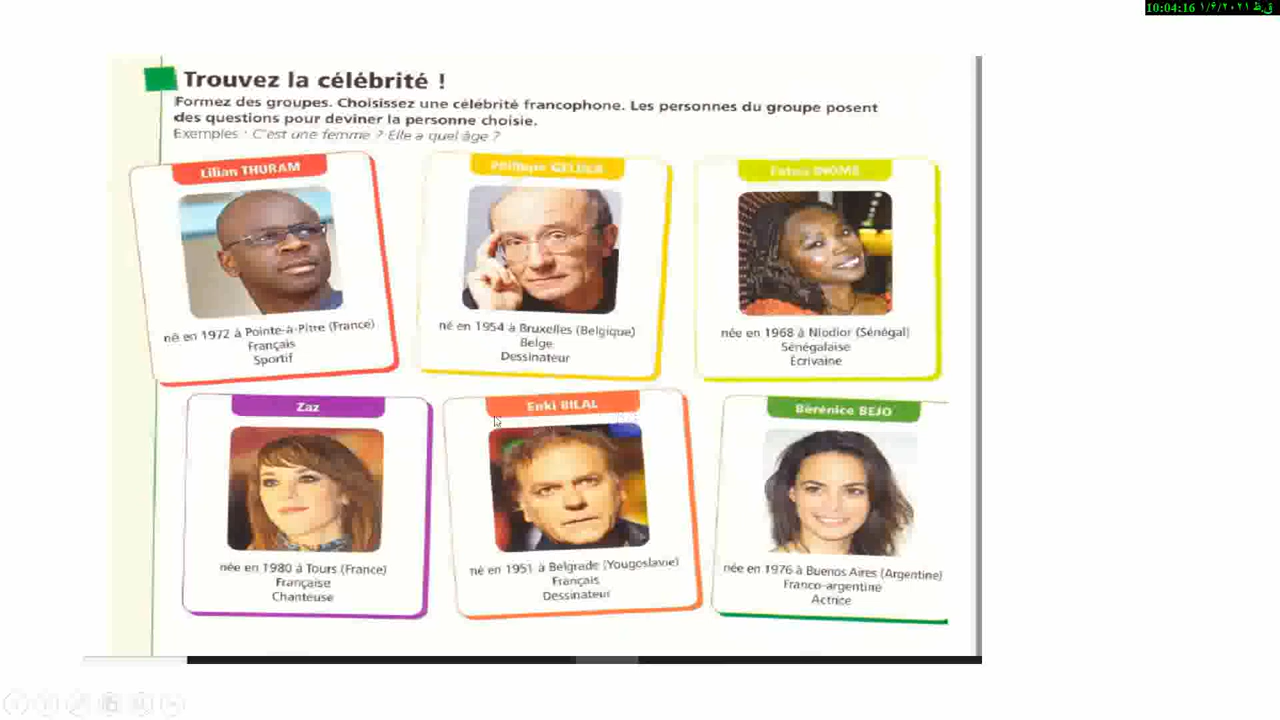 10:04:16 ۱/۶/۲۰۲۱ ق.ظ
Trouvez la célébrité !
Formez des groupes. Choisissez une célébrité francophone. Les personnes du groupe posent
des questions pour deviner la personne choisie.
Exemples : C'est une femme ? Elle a quel âge ?
Lilian THURAM
né en 1972 à Pointe-à-Pitre (France)
Français
Sportif
Philippe GELUCK
né en 1954 à Bruxelles (Belgique)
Belge
Dessinateur
Fatou DIOME
née en 1968 à Niodior (Sénégal)
Sénégalaise
Écrivaine
Zaz
née en 1980 à Tours (France)
Française
Chanteuse
Enki BILAL
né en 1951 à Belgrade (Yougoslavie)
Français
Dessinateur
Bérénice BEJO
née en 1976 à Buenos Aires (Argentine)
Franco-argentine
Actrice